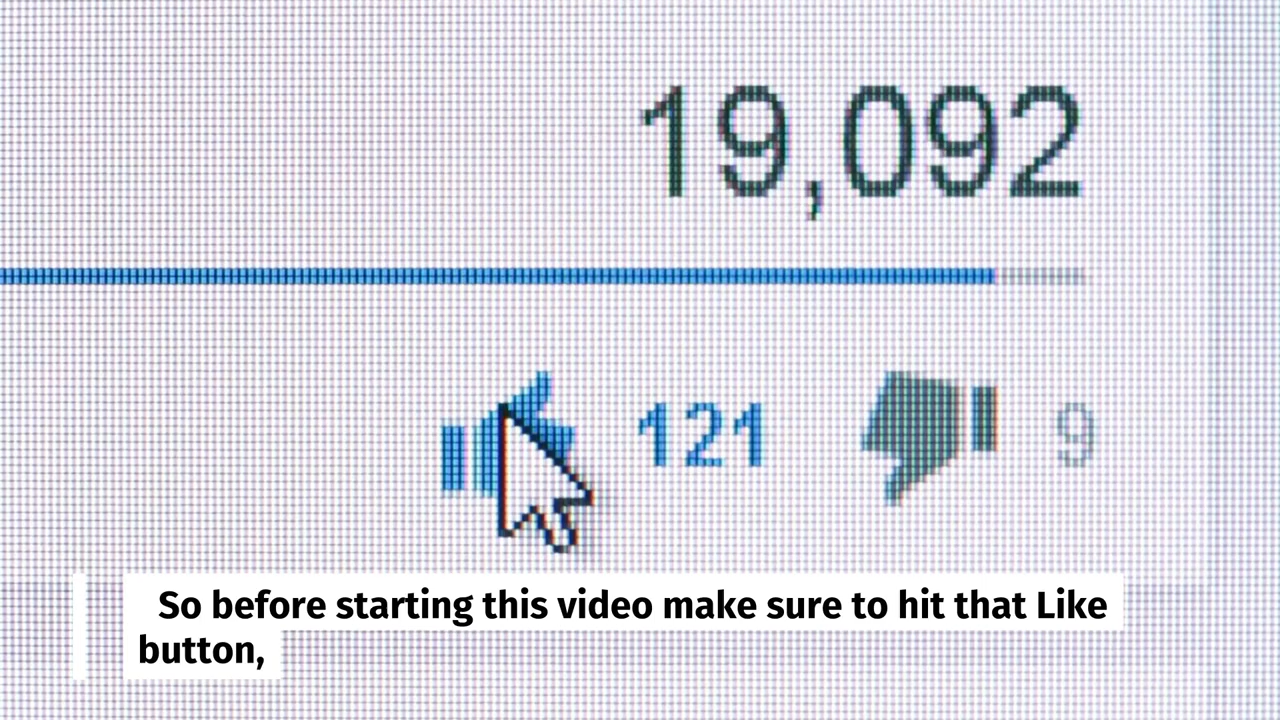 19,092
121 9
So before starting this video make sure to hit that Like
button,